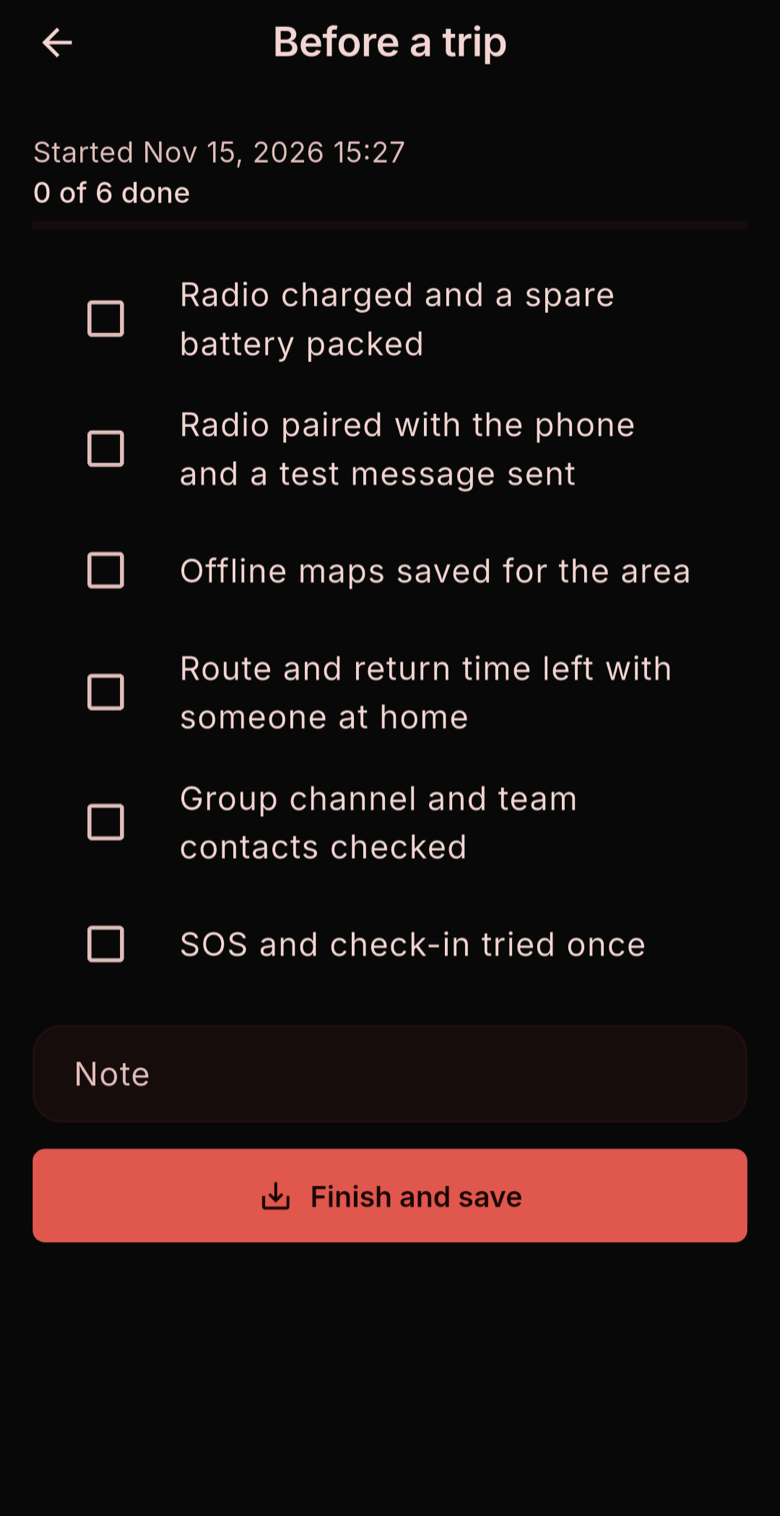 Before a trip
Started Nov 15, 2026 15:27
0 of 6 done
Radio charged and a spare
battery packed
Radio paired with the phone
and a test message sent
Offline maps saved for the area
Route and return time left with
someone at home
Group channel and team
contacts checked
SOS and check-in tried once
Note
Finish and save